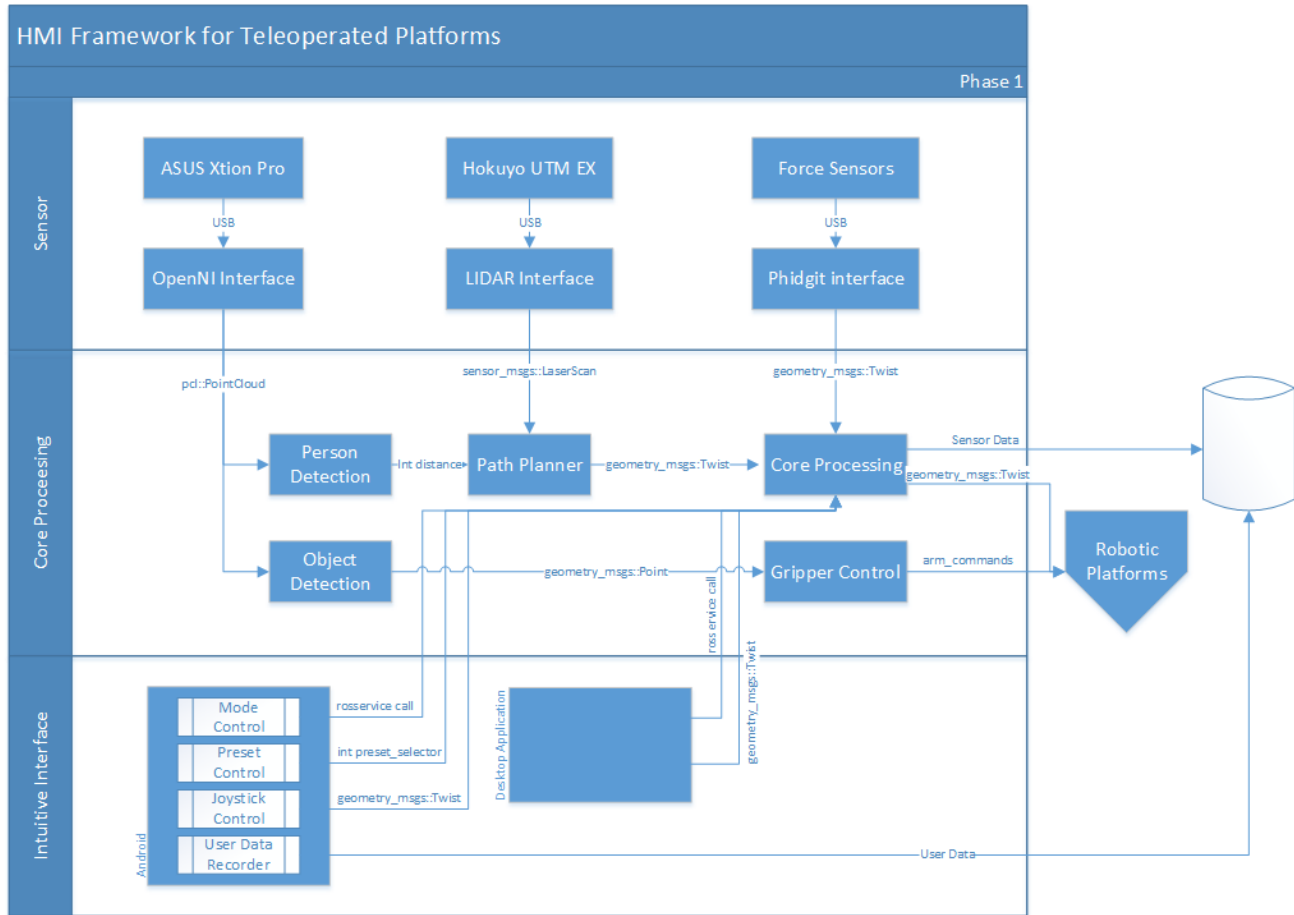 HMI Framework for Teleoperated Platforms
Phase 1
Sensor
ASUS Xtion Pro
Hokuyo UTM EX
Force Sensors
USB
USB
USB
OpenNI Interface
LIDAR Interface
Phidgit interface
Core Processing
pcl::PointCloud
sensor_msgs::LaserScan
geometry_msgs::Twist
Person
Detection
Int distance
Path Planner
geometry_msgs::Twist
Core Processing
Sensor Data
geometry_msgs::Twist
Object
Detection
geometry_msgs::Point
Gripper Control
arm_commands
Robotic
Platforms
rosservice call
geometry_msgs::Twist
Intuitive Interface
Android
Mode
Control
rosservice call
Preset
Control
int preset_selector
Joystick
Control
geometry_msgs::Twist
User Data
Recorder
User Data
Desktop Application